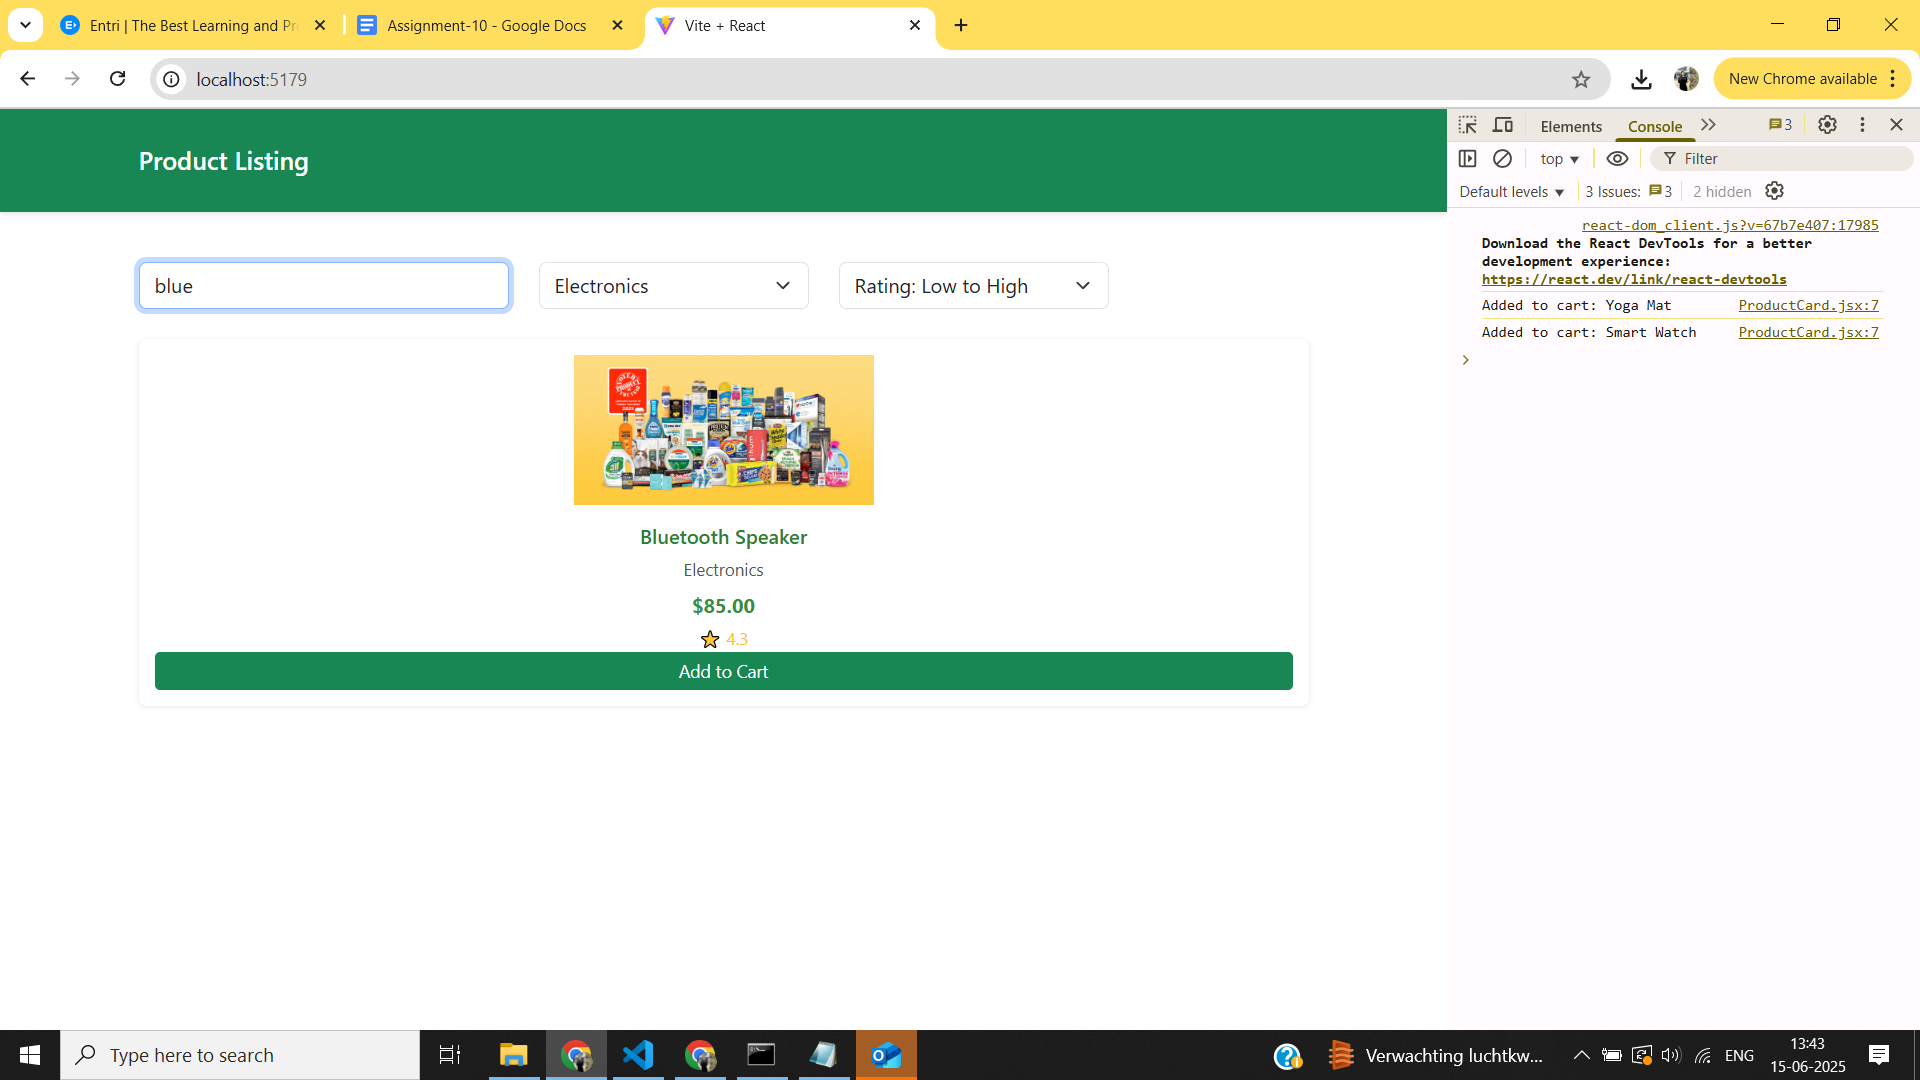 Entri | The Best Learning and Pr
Assignment-10 - Google Docs
Vite + React
localhost:5179
New Chrome available
Product Listing
blue
Electronics
Rating: Low to High
Bluetooth Speaker
Electronics
$85.00
4.3
Add to Cart
Elements
Console
3
top
Filter
Default levels
3 Issues:
3
2 hidden
react-dom_client.js?v=67b7e407:17985
Download the React DevTools for a better
development experience:
https://react.dev/link/react-devtools
Added to cart: Yoga Mat
ProductCard.jsx:7
Added to cart: Smart Watch
ProductCard.jsx:7
Type here to search
Verwachting luchtkw...
ENG
13:43
15-06-2025